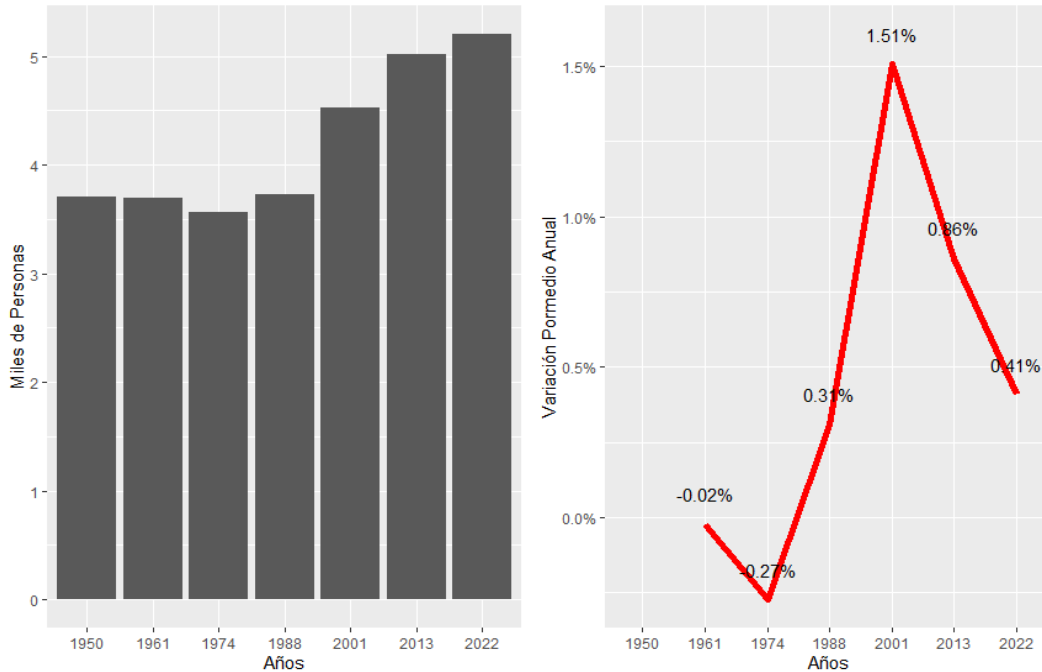 Miles de Personas
5
4
3
2
1
0
1950 1961 1974 1988 2001 2013 2022
Años
Variación Pormedio Anual
1.5%
1.0%
0.5%
0.0%
1.51%
0.86%
0.41%
0.31%
-0.02%
-0.27%
1950 1961 1974 1988 2001 2013 2022
Años